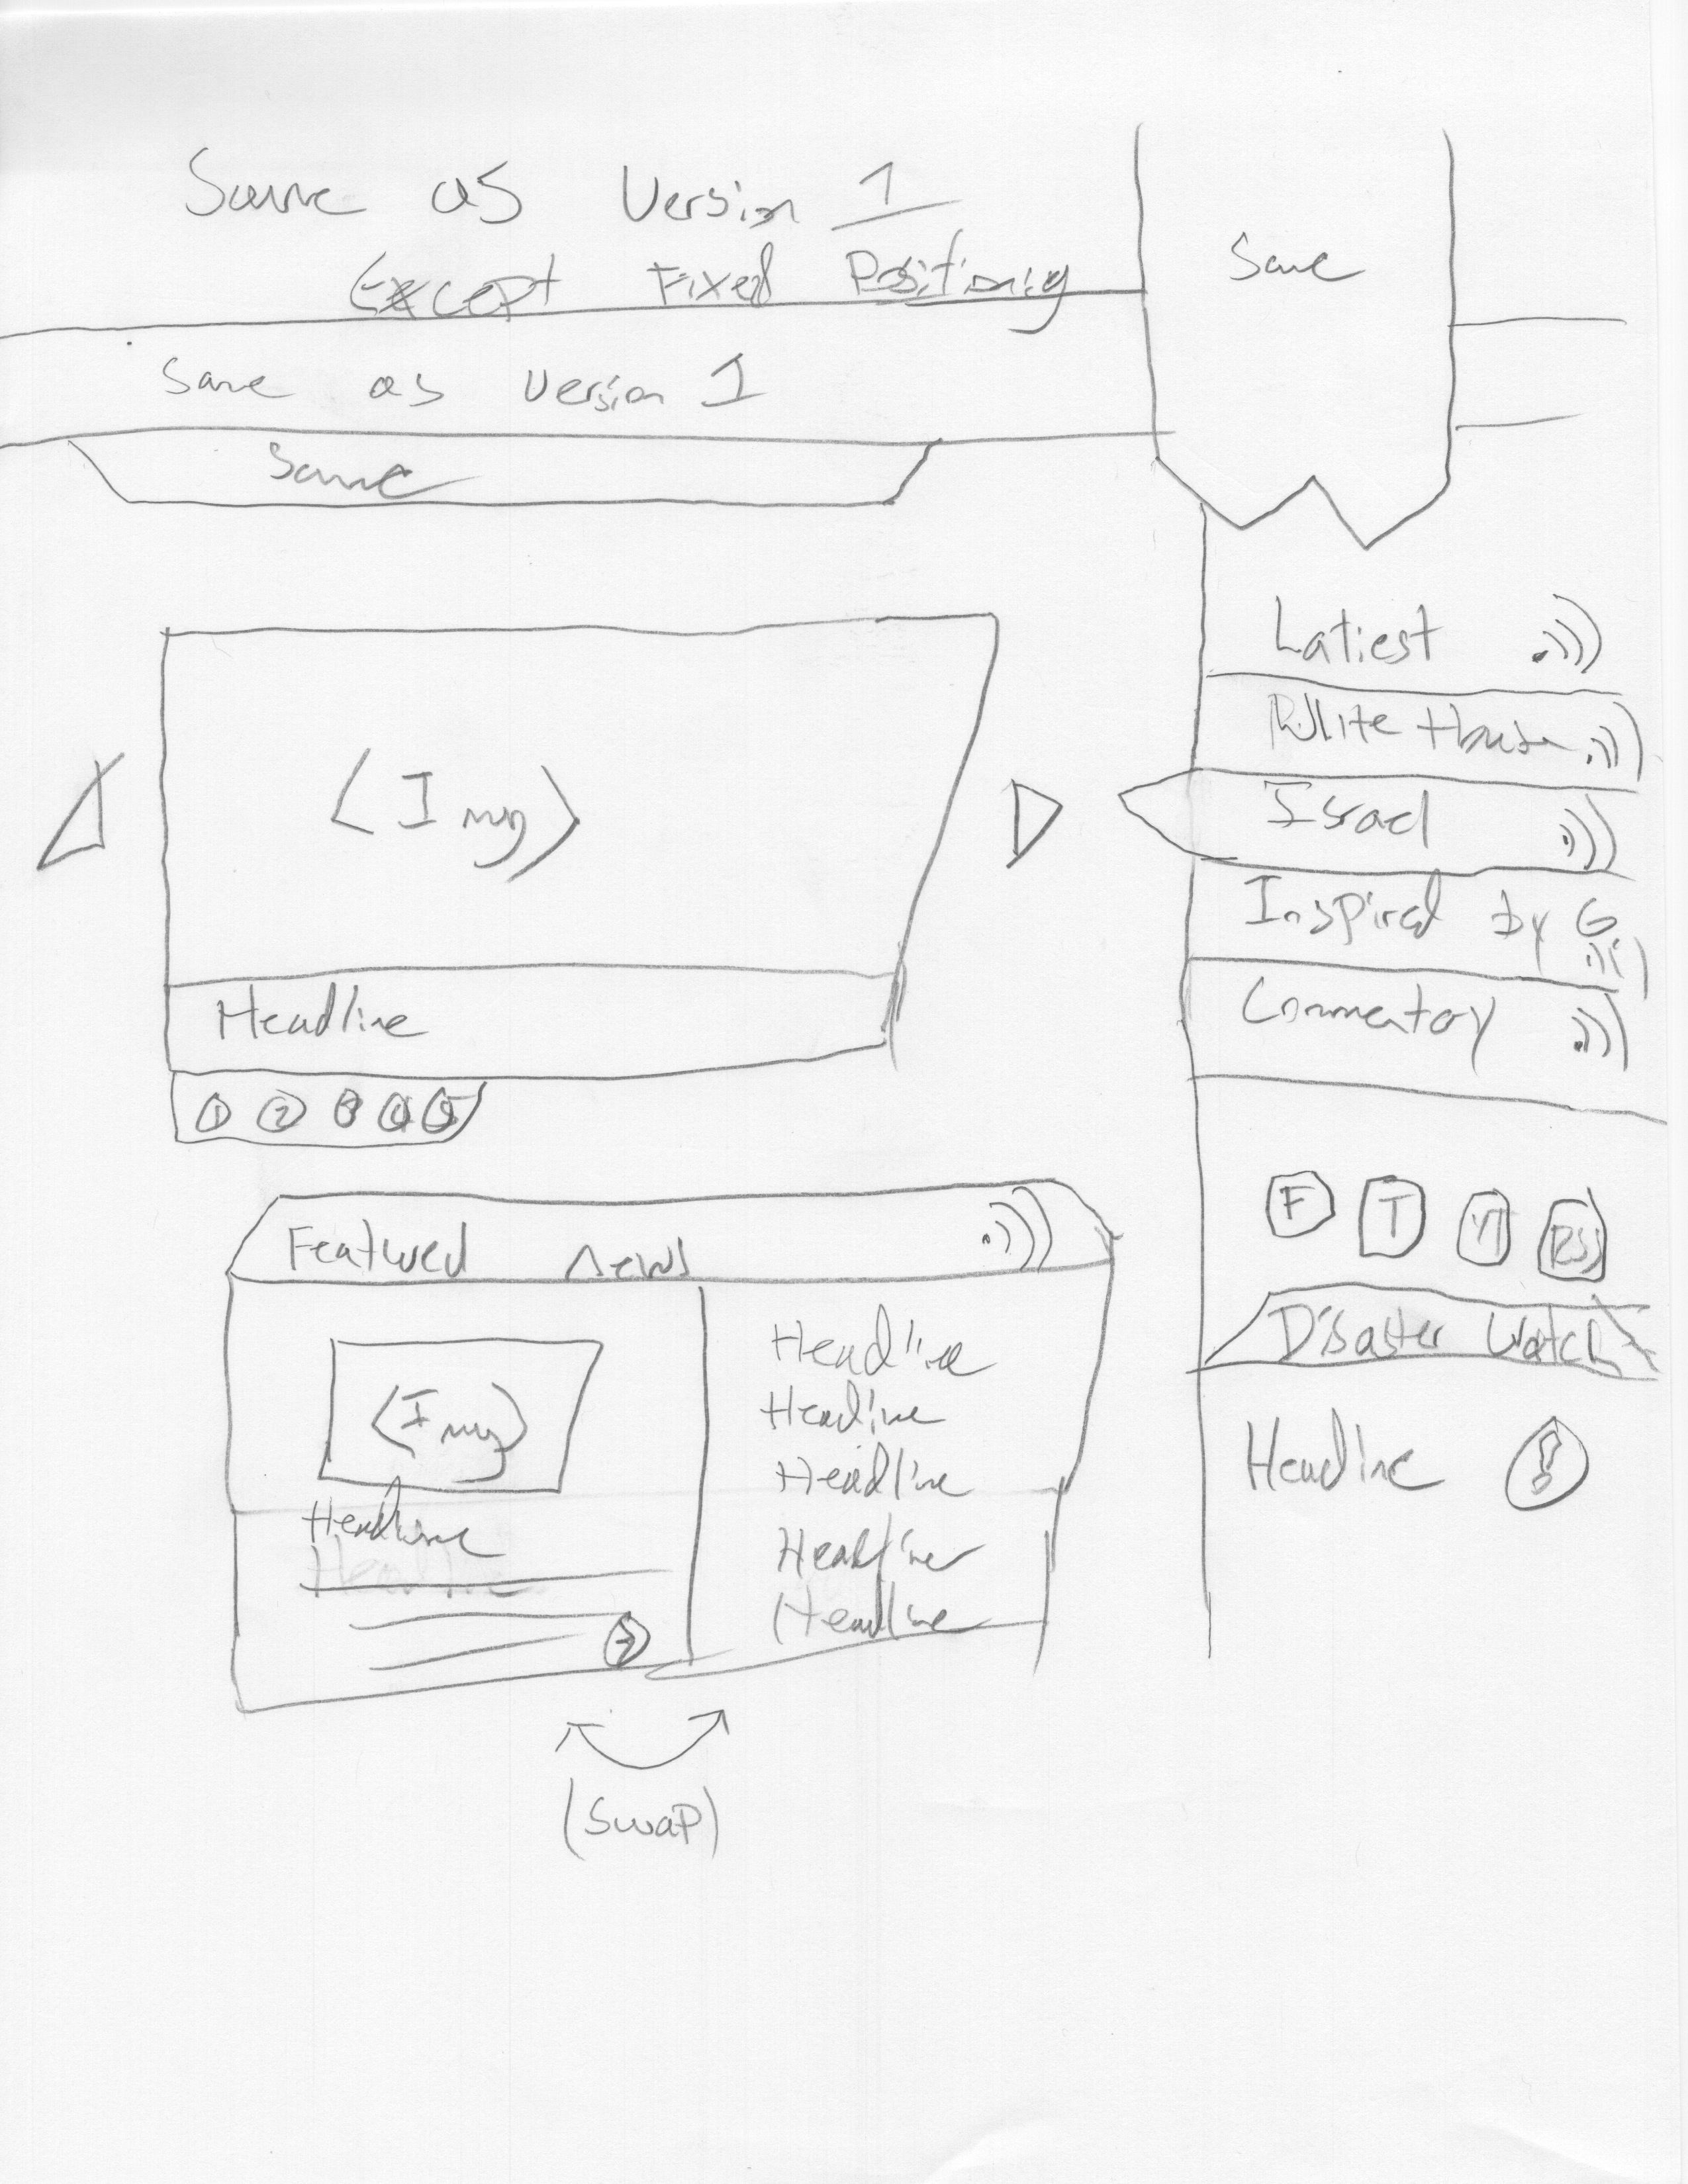 Same as Version 1
Except Fixed Positioning
Same
Same as Version 1
Same
<Img>
Headline
1 2 3 4 5
Latiest
White House
Israel
Inspired by G
Commentory
F T YT RSS
Disaster Watch
Headline !
Featured news
<Img>
Headline
Headline
Headline
Headline
Headline
Headline
Headline
(Swap)